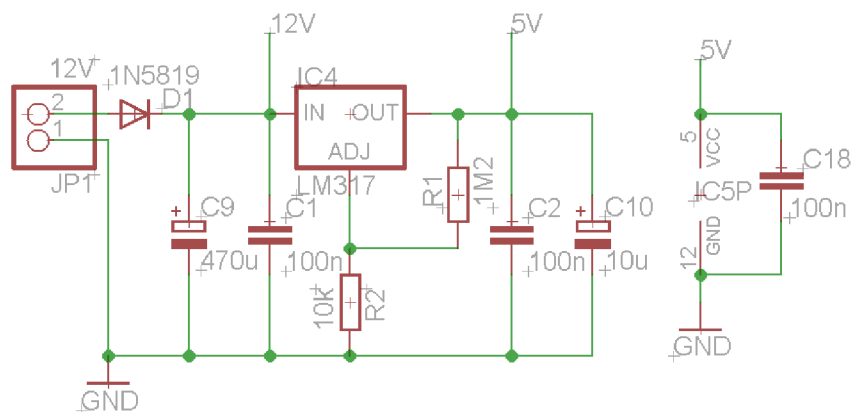 12V
5V
5V
12V
1N5819
IC4
2
D1
IN
OUT
5
VCC
1
ADJ
C18
JP1
LM317
R1
1M2
IC5P
C9
C1
C2
C10
100n
470u
100n
100n
10u
12
GND
10k
R2
GND
GND